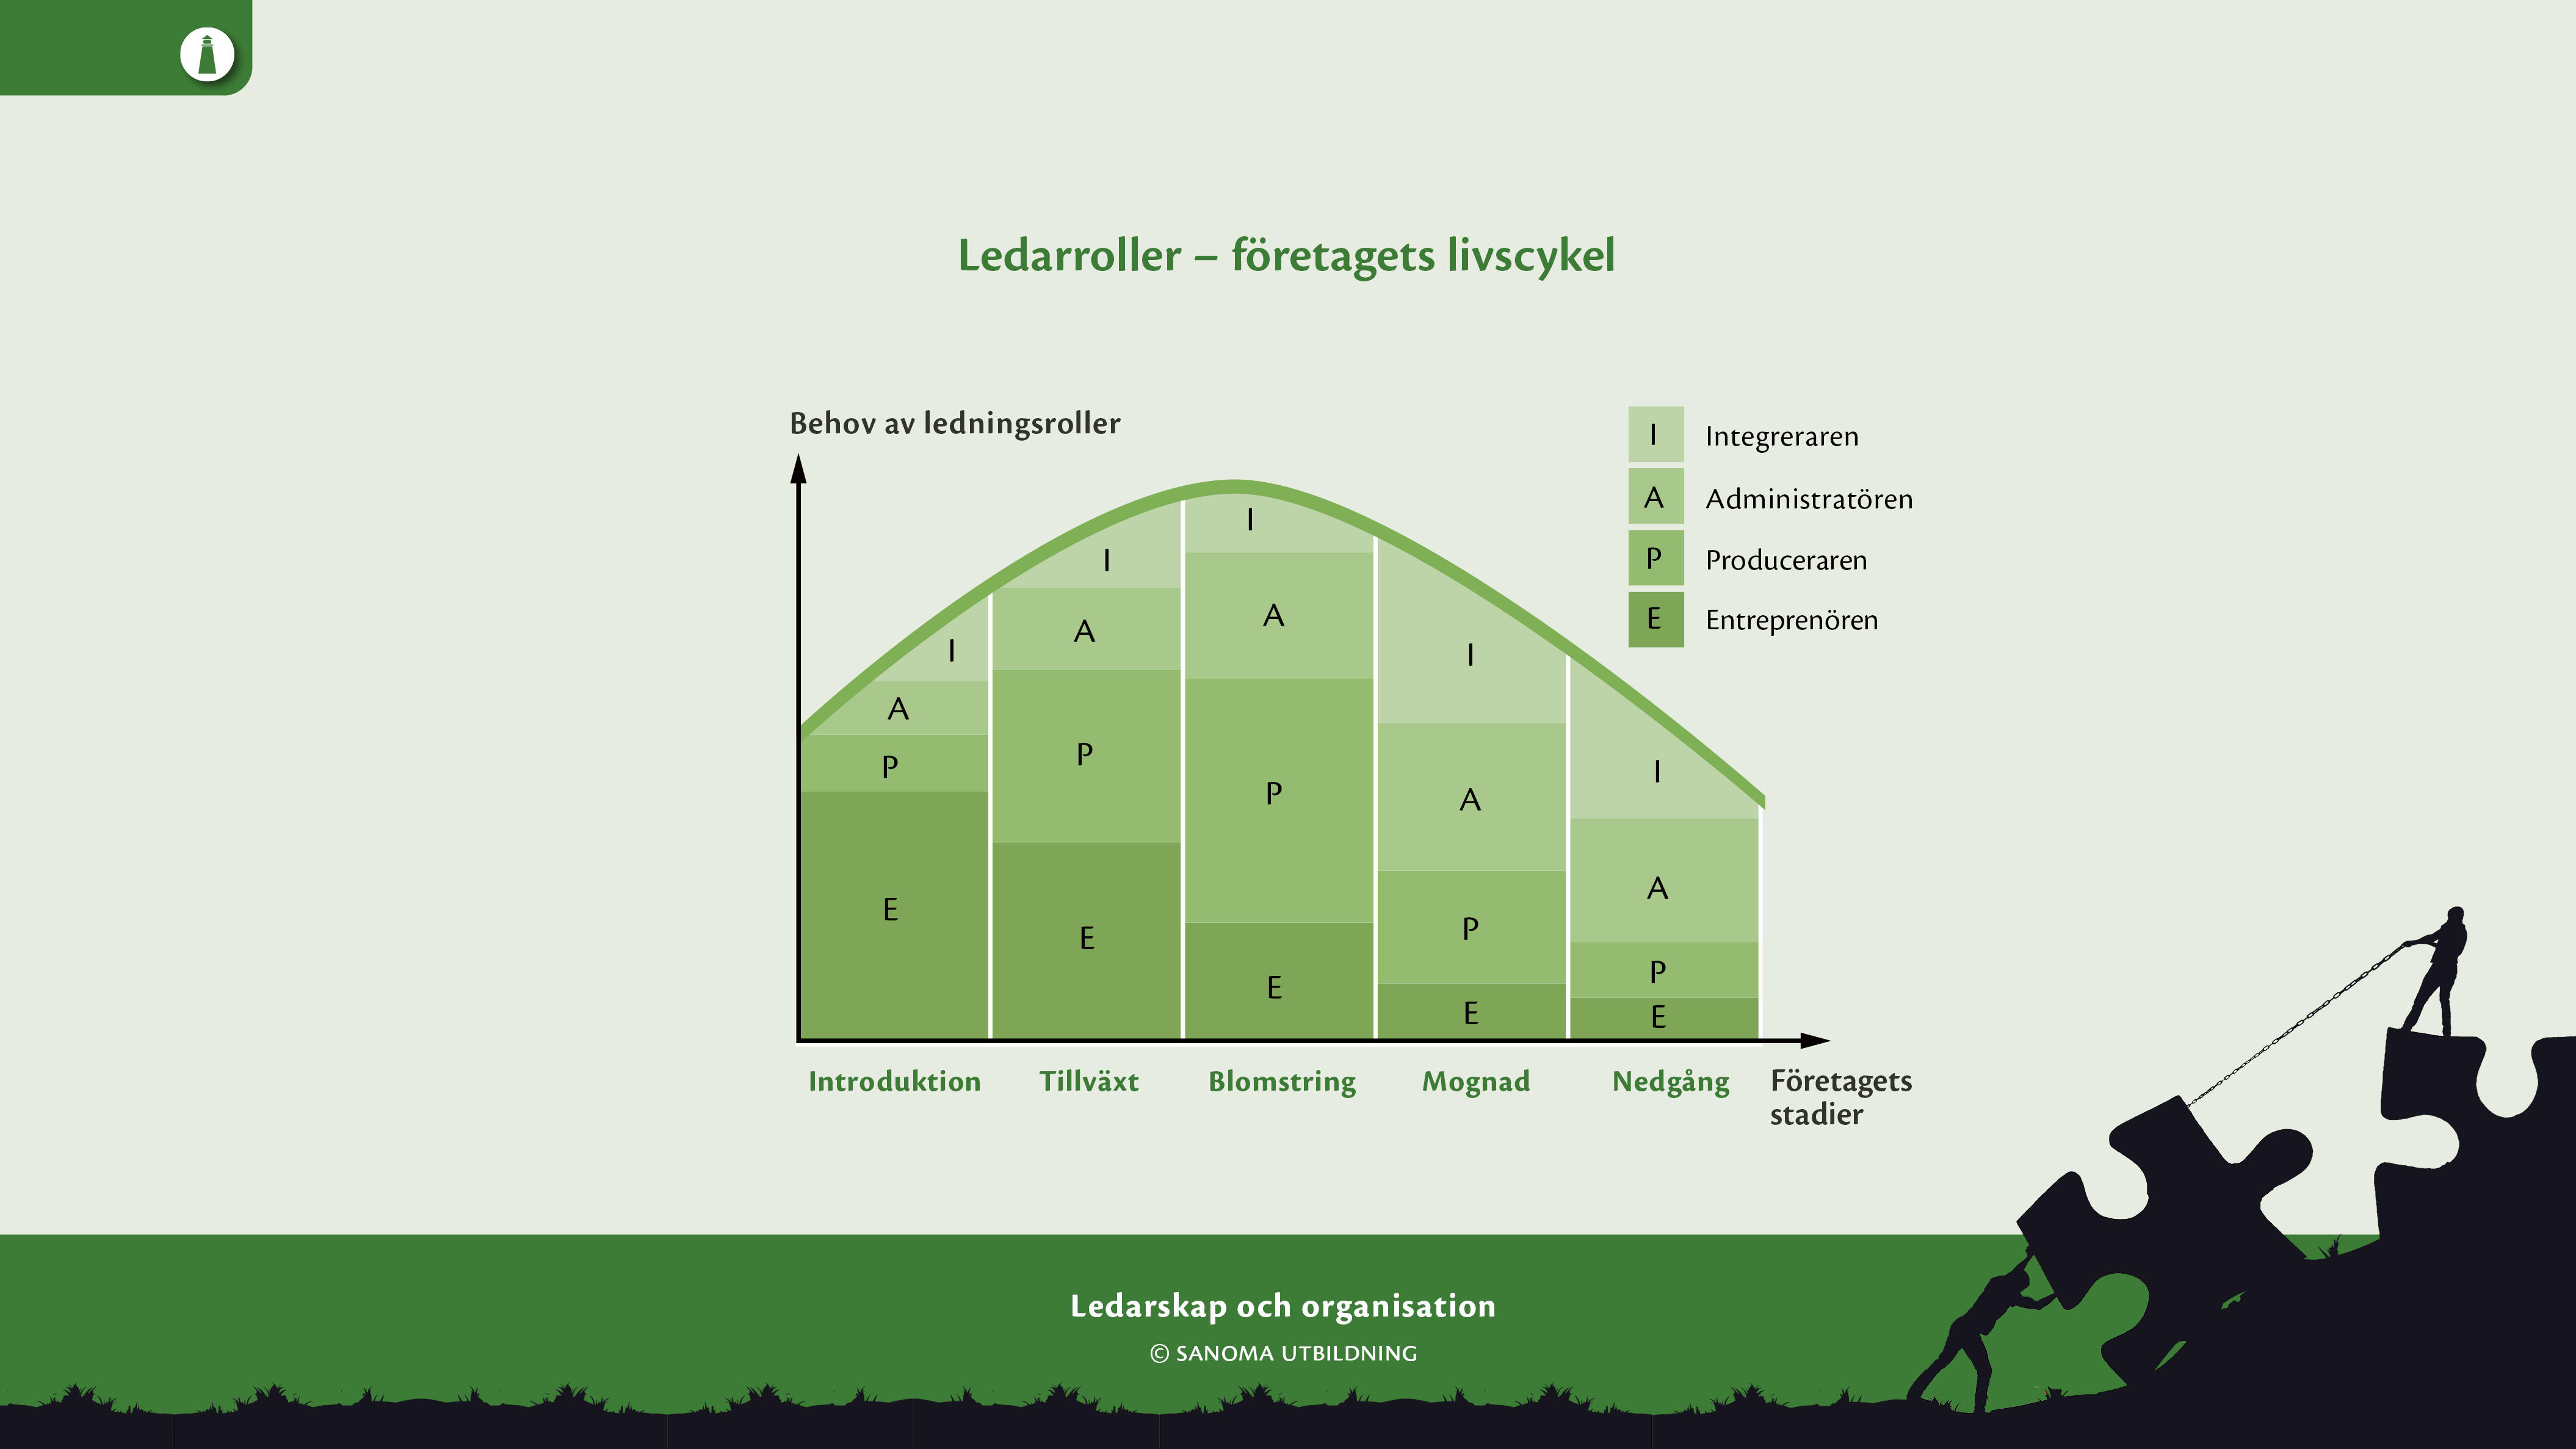 Ledarroller – företagets livscykel
Behov av ledningsroller
I Integreraren
A Administratören
P Produceraren
E Entreprenören
I
A
P
E
I
A
P
E
I
A
P
E
I
A
P
E
I
A
P
E
Introduktion
Tillväxt
Blomstring
Mognad
Nedgång
Företagets
stadier
Ledarskap och organisation
© SANOMA UTBILDNING